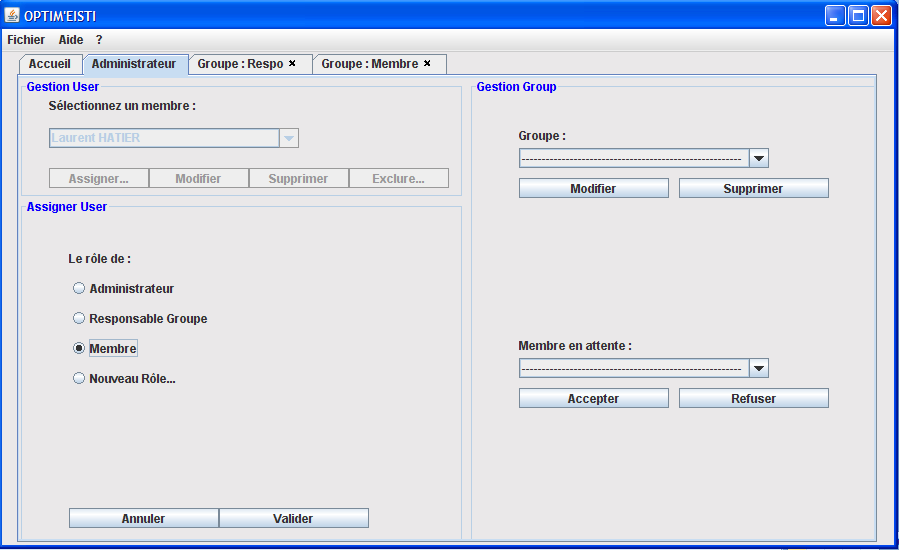 OPTIM'EISTI
Fichier Aide ?
Accueil Administrateur Groupe : Respo × Groupe : Membre ×
Gestion User
Sélectionnez un membre :
Laurent HATIER
Assigner... Modifier Supprimer Exclure...
Assigner User
Le rôle de :
Administrateur
Responsable Groupe
Membre
Nouveau Rôle...
Annuler Valider
Gestion Group
Groupe :
Modifier Supprimer
Membre en attente :
Accepter Refuser